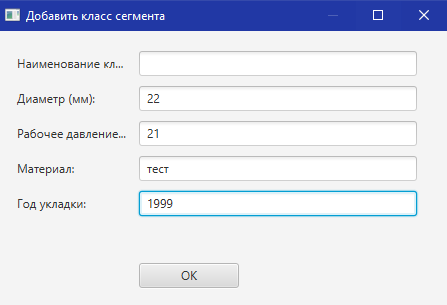 Добавить класс сегмента
Наименование кл...
Диаметр (мм): 22
Рабочее давление... 21
Материал: тест
Год укладки: 1999
OK